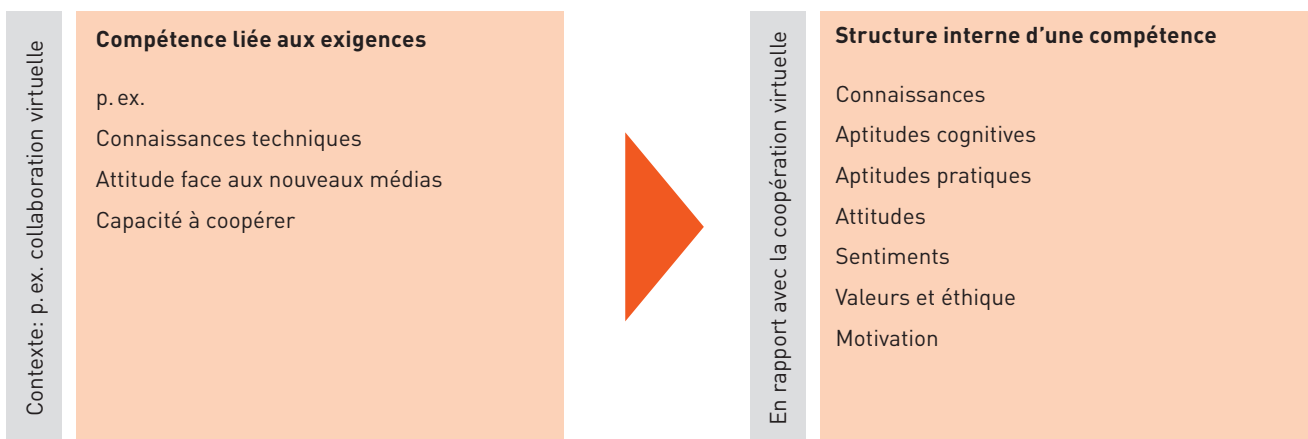 Contexte: p. ex. collaboration virtuelle
Compétence liée aux exigences
p. ex.
Connaissances techniques
Attitude face aux nouveaux médias
Capacité à coopérer
En rapport avec la coopération virtuelle
Structure interne d’une compétence
Connaissances
Aptitudes cognitives
Aptitudes pratiques
Attitudes
Sentiments
Valeurs et éthique
Motivation